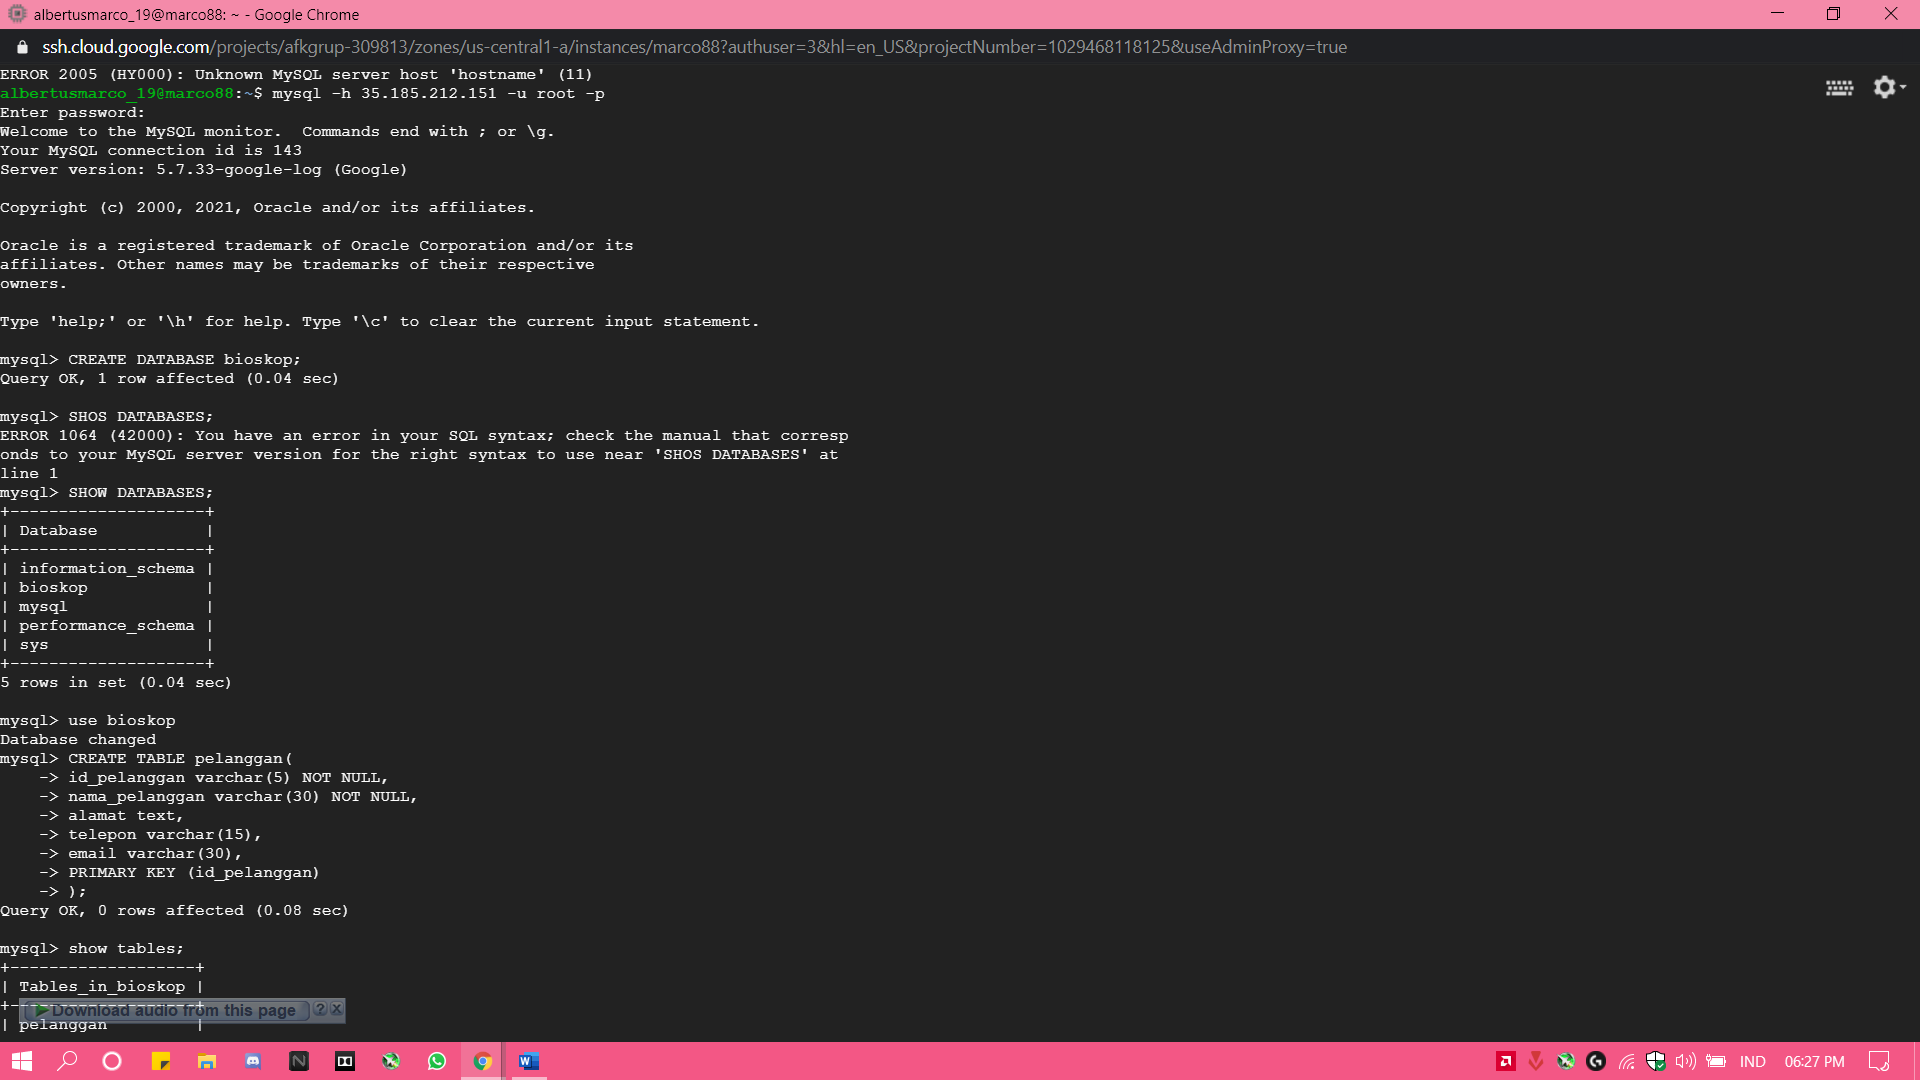 albertusmarco_19@marco88: ~ - Google Chrome
ssh.cloud.google.com/projects/afkgrup-309813/zones/us-central1-a/instances/marco88?authuser=3&hl=en_US&projectNumber=1029468118125&useAdminProxy=true
ERROR 2005 (HY000): Unknown MySQL server host 'hostname' (11)
albertusmarco_19@marco88:~$ mysql -h 35.185.212.151 -u root -p
Enter password:
Welcome to the MySQL monitor.  Commands end with ; or \g.
Your MySQL connection id is 143
Server version: 5.7.33-google-log (Google)
Copyright (c) 2000, 2021, Oracle and/or its affiliates.
Oracle is a registered trademark of Oracle Corporation and/or its
affiliates. Other names may be trademarks of their respective
owners.
Type 'help;' or '\h' for help. Type '\c' to clear the current input statement.
mysql> CREATE DATABASE bioskop;
Query OK, 1 row affected (0.04 sec)
mysql> SHOS DATABASES;
ERROR 1064 (42000): You have an error in your SQL syntax; check the manual that corresp
onds to your MySQL server version for the right syntax to use near 'SHOS DATABASES' at
line 1
mysql> SHOW DATABASES;
+--------------------+
| Database           |
+--------------------+
| information_schema |
| bioskop            |
| mysql              |
| performance_schema |
| sys                |
+--------------------+
5 rows in set (0.04 sec)
mysql> use bioskop
Database changed
mysql> CREATE TABLE pelanggan(
    -> id_pelanggan varchar(5) NOT NULL,
    -> nama_pelanggan varchar(30) NOT NULL,
    -> alamat text,
    -> telepon varchar(15),
    -> email varchar(30),
    -> PRIMARY KEY (id_pelanggan)
    -> );
Query OK, 0 rows affected (0.08 sec)
mysql> show tables;
+-------------------+
| Tables_in_bioskop |
+-------------------+
Download audio from this page ? X
| pelanggan         |
IND 06:27 PM